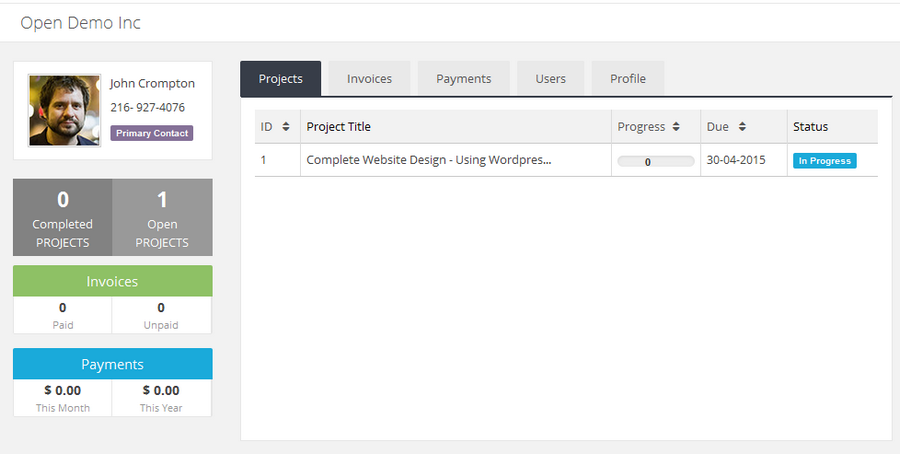 Open Demo Inc
John Crompton
216- 927-4076
Primary Contact
0 1
Completed Open
PROJECTS PROJECTS
Invoices
0 0
Paid Unpaid
Payments
$ 0.00 $ 0.00
This Month This Year
Projects Invoices Payments Users Profile
ID Project Title Progress Due Status
1 Complete Website Design - Using Wordpres... 0 30-04-2015 In Progress